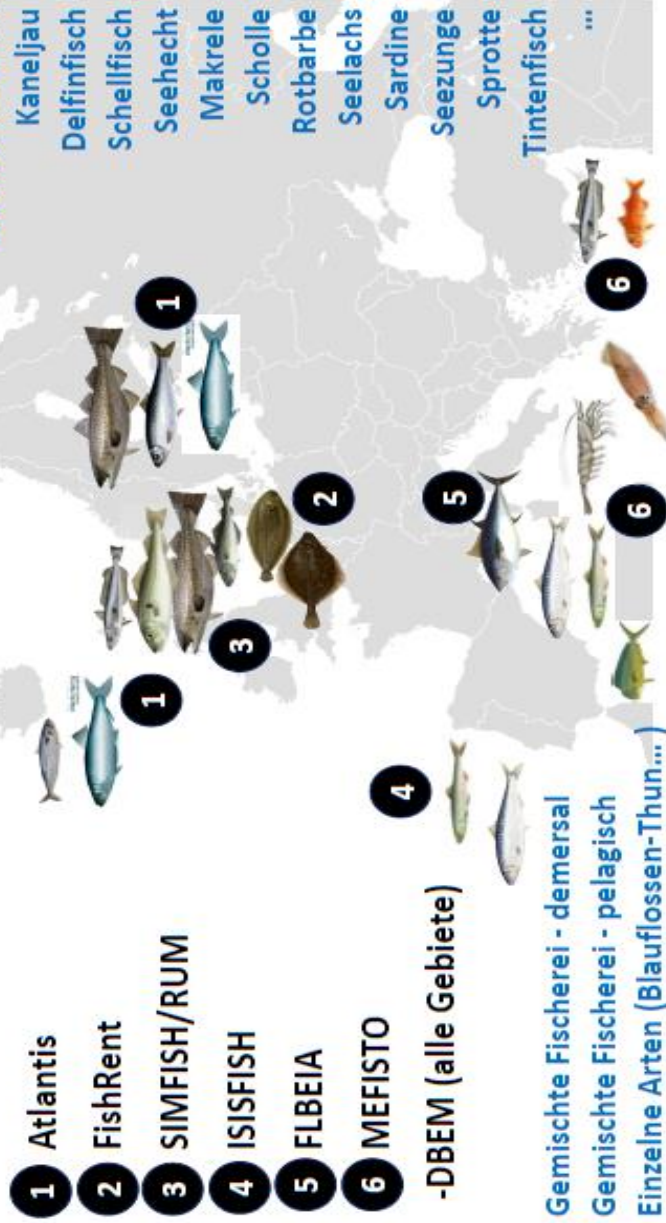 1 Atlantis
2 FishRent
3 SIMFISH/RUM
4 ISISFISH
5 FLBEIA
6 MEFISTO
-DBEM (alle Gebiete)
Gemischte Fischerei - demersal
Gemischte Fischerei - pelagisch
Einzelne Arten (Blauflossen-Thun... )
1
1
3
2
4
5
6
6
Kaneljau
Delfinfisch
Schellfisch
Seehecht
Makrele
Scholle
Rotbarbe
Seelachs
Sardine
Seezunge
Sprotte
Tintenfisch
...